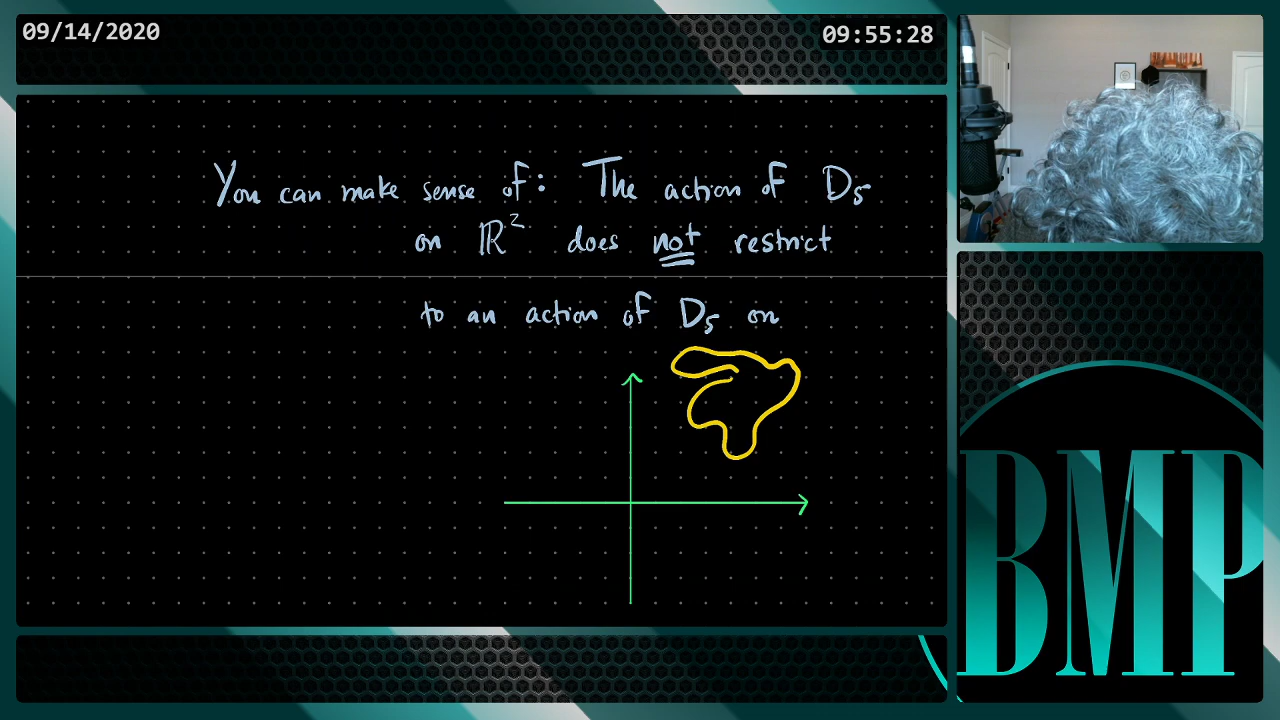 09/14/2020
09:55:28
You can make sense of: The action of D5
on ℝ² does not restrict
to an action of D5 on
BMP